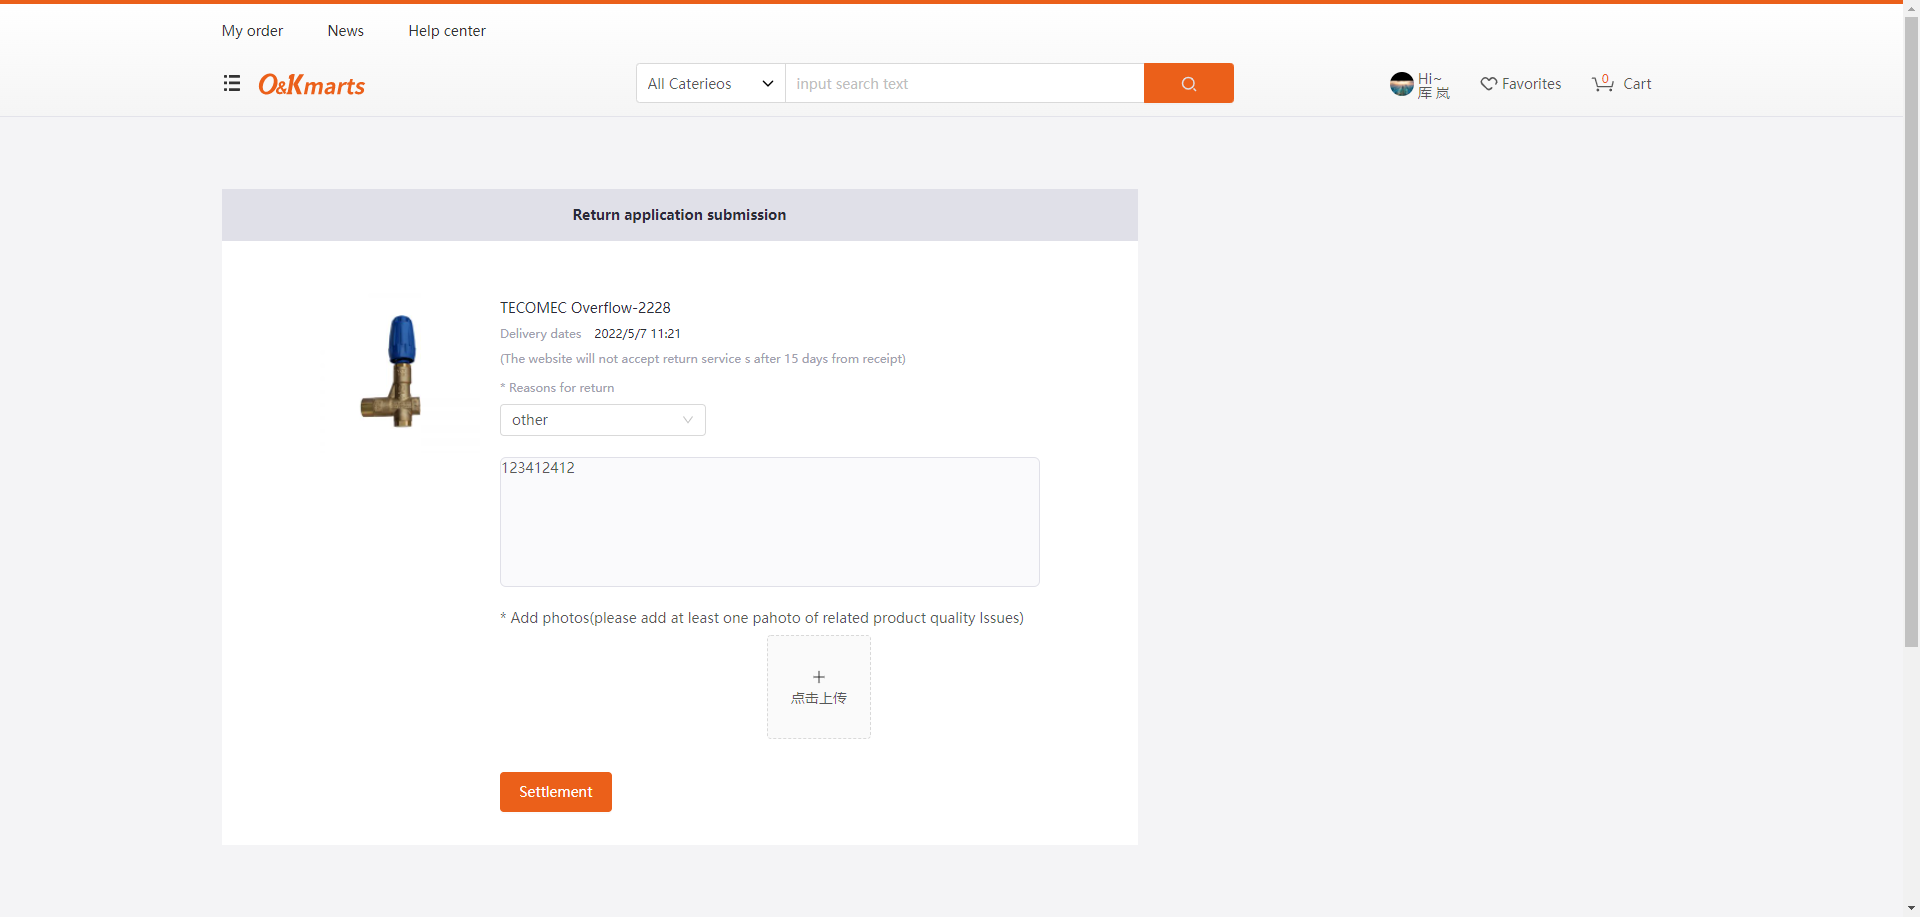 My order News Help center
O&Kmarts All Caterieos input search text Hi~ Favorites 0 Cart
库 岚
Return application submission
TECOMEC Overflow-2228
Delivery dates 2022/5/7 11:21
(The website will not accept return service s after 15 days from receipt)
* Reasons for return
other
123412412
* Add photos(please add at least one pahoto of related product quality Issues)
点击上传
Settlement